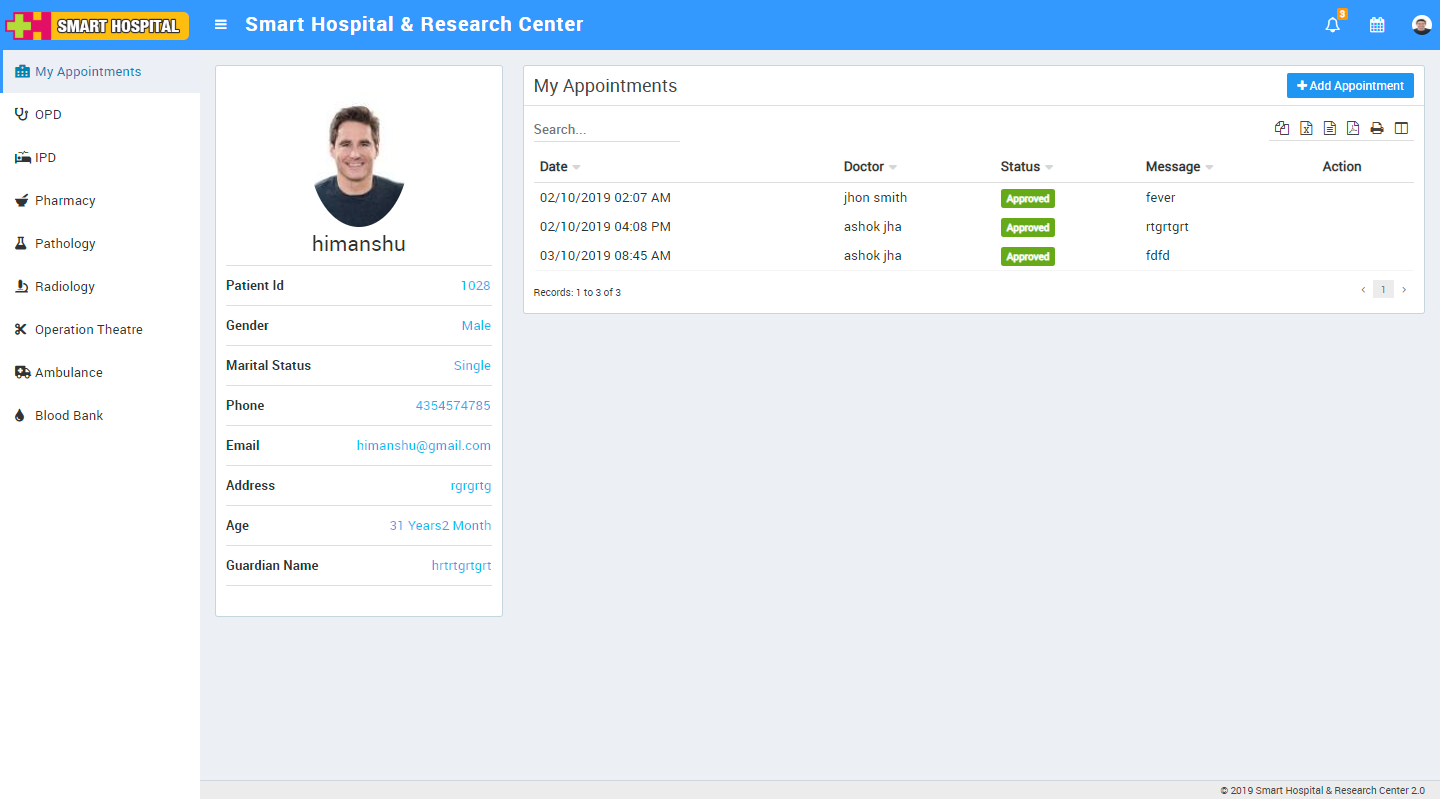 SMART HOSPITAL
Smart Hospital & Research Center
3
My Appointments
OPD
IPD
Pharmacy
Pathology
Radiology
Operation Theatre
Ambulance
Blood Bank
himanshu
Patient Id 1028
Gender Male
Marital Status Single
Phone 4354574785
Email himanshu@gmail.com
Address rgrgrtg
Age 31 Years2 Month
Guardian Name hrtrtgrtgrt
My Appointments
Add Appointment
Search...
Date Doctor Status Message Action
02/10/2019 02:07 AM jhon smith Approved fever
02/10/2019 04:08 PM ashok jha Approved rtgrtgrt
03/10/2019 08:45 AM ashok jha Approved fdfd
Records: 1 to 3 of 3
1
© 2019 Smart Hospital & Research Center 2.0